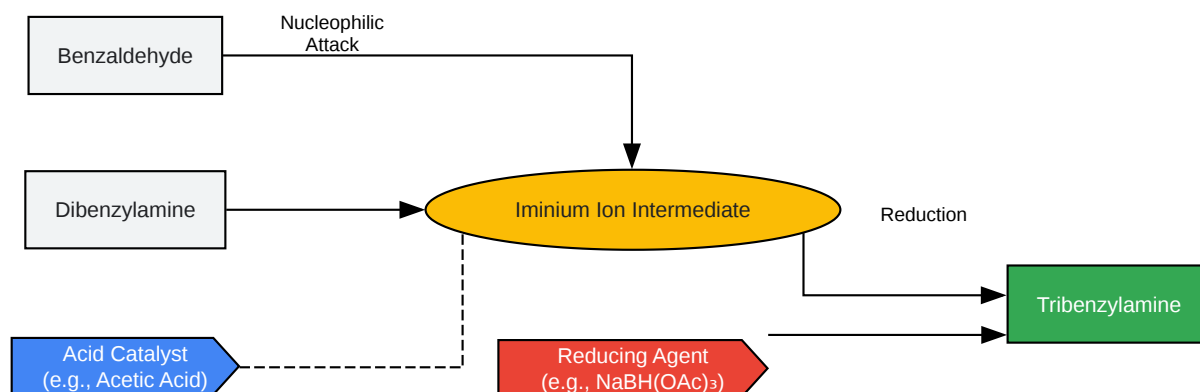 Nucleophilic
Attack
Benzaldehyde
Dibenzylamine
Iminium Ion Intermediate
Reduction
Tribenzylamine
Acid Catalyst
(e.g., Acetic Acid)
Reducing Agent
(e.g., NaBH(OAc)₃)